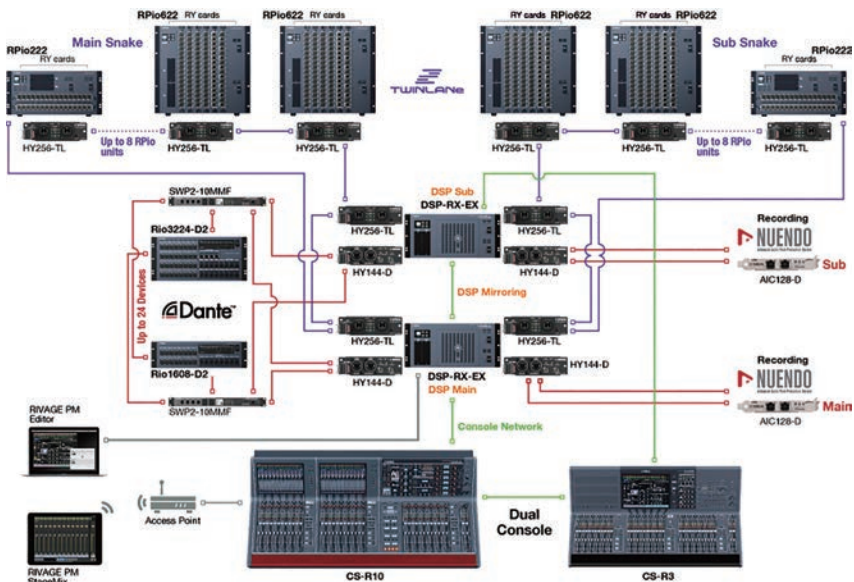 RPio622 RPio622
RPio622 RPio622
RPio222
Main Snake
RY cards
RY cards
RY cards
RY cards
RY cards
Sub Snake
RPio222
RY cards
TWINLANe
Up to 8 RPio
units
HY256-TL
HY256-TL
HY256-TL
HY256-TL
HY256-TL
Up to 8 RPio
units
HY256-TL
SWP2-10MMF
DSP Sub
DSP-RX-EX
HY256-TL
HY256-TL
Recording
NUENDO
Sub
AIC128-D
Rio3224-D2
HY144-D
HY144-D
Up to 24 Devices
Dante™
DSP Mirroring
HY256-TL
HY256-TL
Rio1608-D2
HY144-D
DSP-RX-EX
DSP Main
HY144-D
SWP2-10MMF
Recording
NUENDO
Main
AIC128-D
RIVAGE PM
Editor
Console Network
Access Point
Dual
Console
RIVAGE PM
StageMix
CS-R10
CS-R3